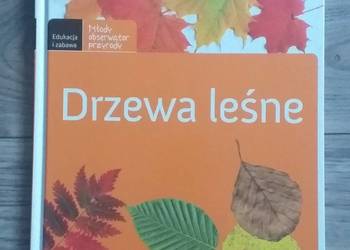 Edukacja
i zabawa
Młody
obserwator
przyrody
Drzewa leśne